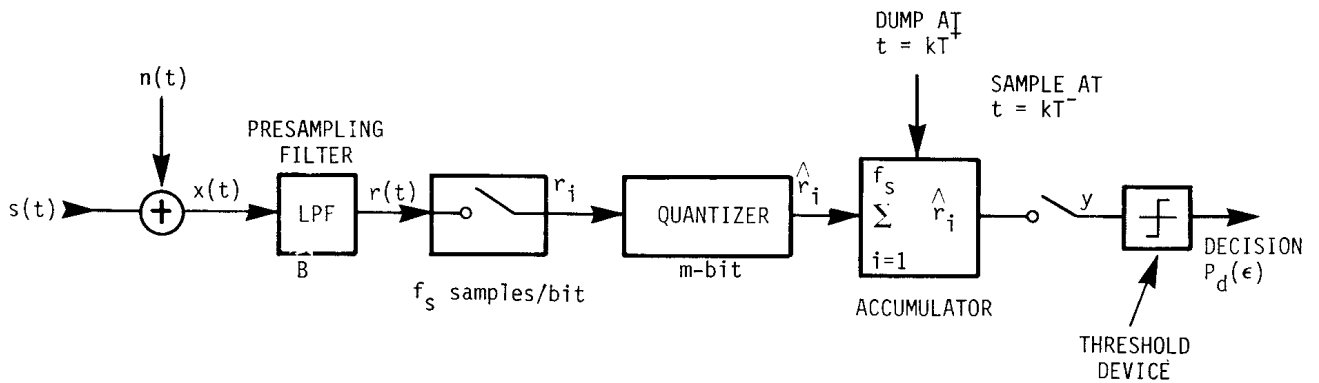 DUMP AT
t = kT⁺
n(t)
SAMPLE AT
t = kT⁻
PRESAMPLING
FILTER
s(t)
+
x(t)
LPF
B
r(t)
r_i
f_s samples/bit
QUANTIZER
m-bit
r̂_i
f_s
Σ r̂_i
i=1
ACCUMULATOR
y
DECISION
P_d(ϵ)
THRESHOLD
DEVICE